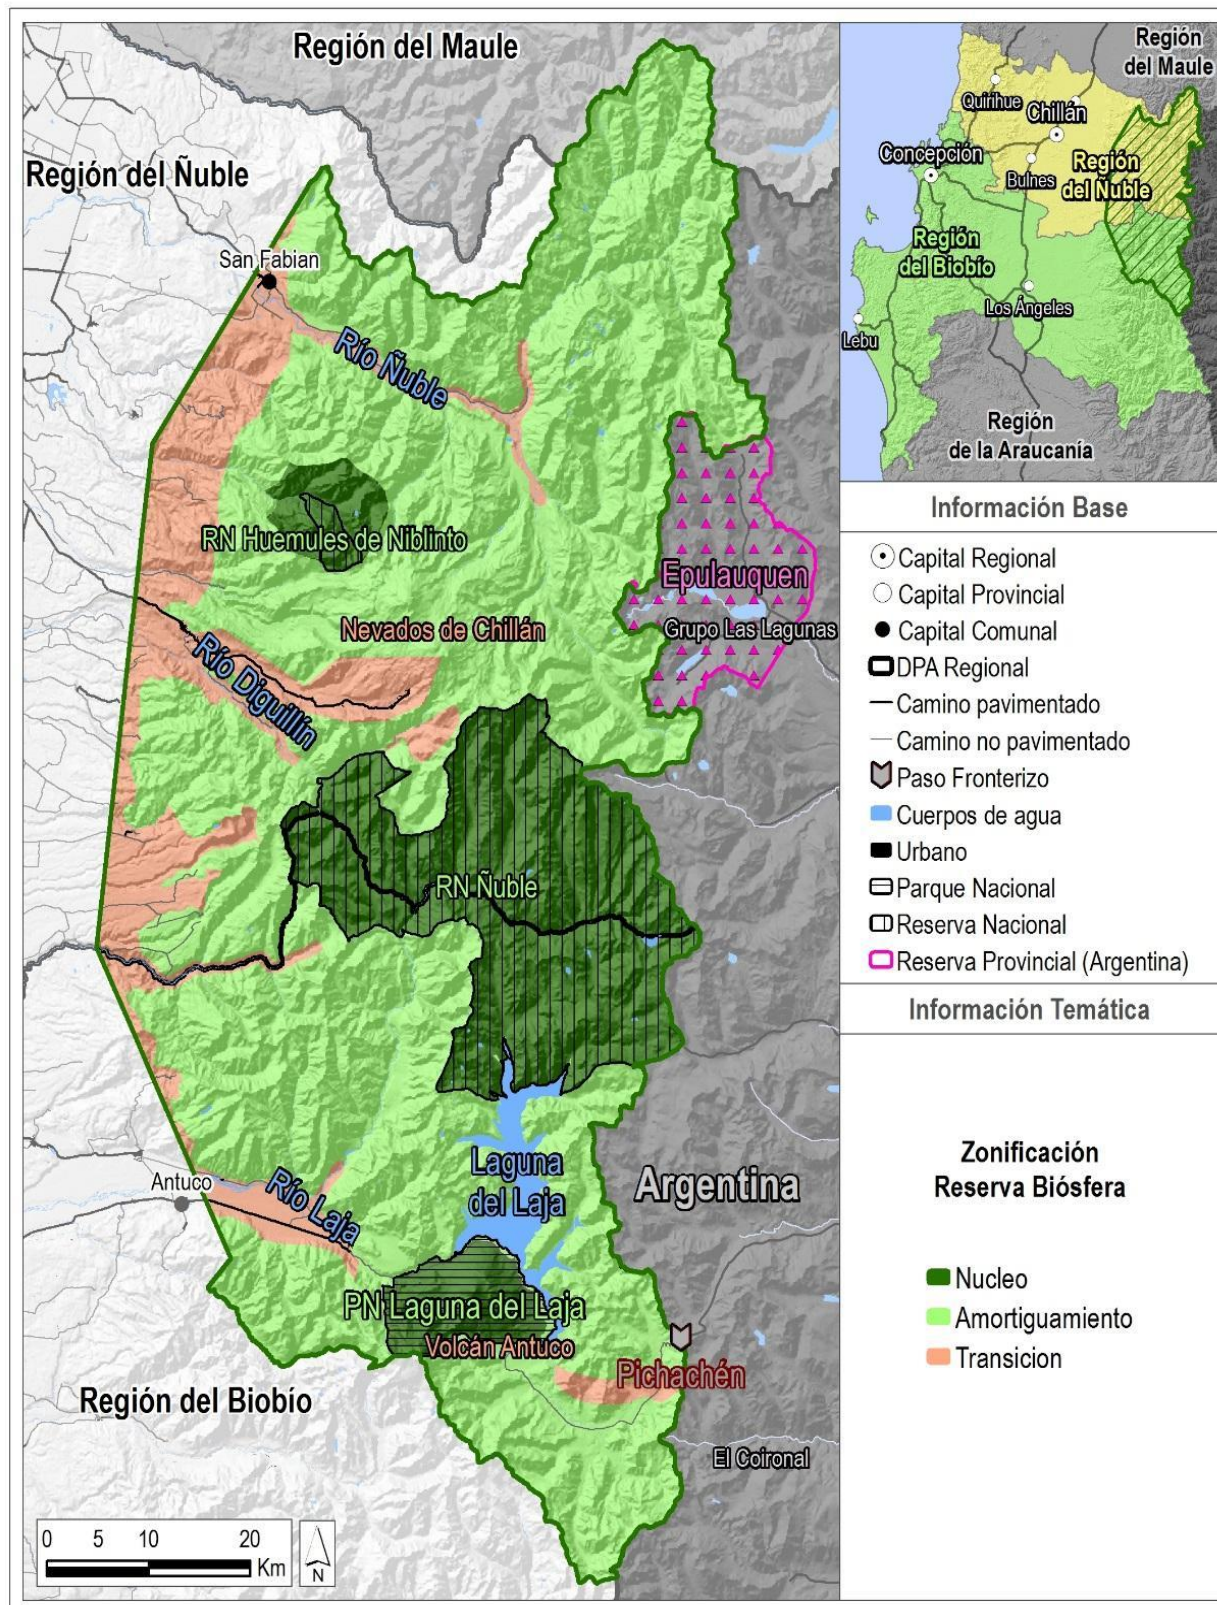 Región del Maule
Región del Ñuble
San Fabian
Río Ñuble
RN Huemules de Niblinto
Epulauquen
Grupo Las Lagunas
Nevados de Chillán
Río Diguillín
RN Ñuble
Laguna
del Laja
Argentina
Antuco
Río Laja
PN Laguna del Laja
Volcán Antuco
Pichachén
Región del Biobío
El Coironal
0 5 10 20
Km
N
Región
del Maule
Quirihue
Chillán
Concepción
Bulnes
Región
del Ñuble
Región
del Biobío
Los Ángeles
Lebu
Región
de la Araucanía
Información Base
Capital Regional
Capital Provincial
Capital Comunal
DPA Regional
Camino pavimentado
Camino no pavimentado
Paso Fronterizo
Cuerpos de agua
Urbano
Parque Nacional
Reserva Nacional
Reserva Provincial (Argentina)
Información Temática
Zonificación
Reserva Biósfera
Nucleo
Amortiguamiento
Transicion